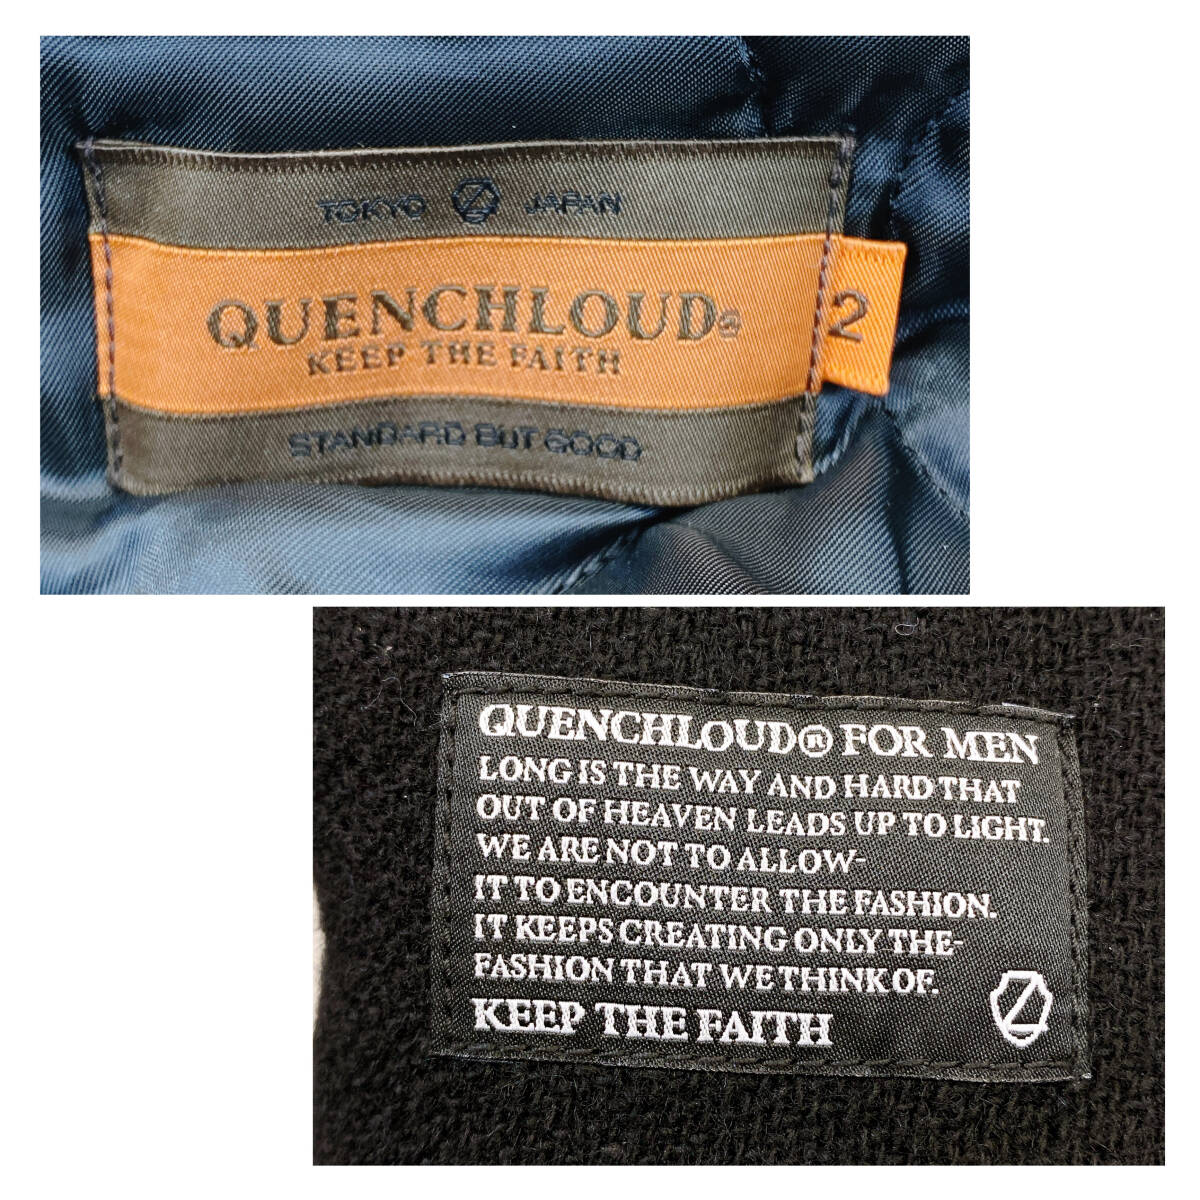 TOKYO JAPAN
QUENCHLOUD®
2
KEEP THE FAITH
STANDARD BUT GOOD
QUENCHLOUD® FOR MEN
LONG IS THE WAY AND HARD THAT
OUT OF HEAVEN LEADS UP TO LIGHT.
WE ARE NOT TO ALLOW-
IT TO ENCOUNTER THE FASHION.
IT KEEPS CREATING ONLY THE-
FASHION THAT WE THINK OF.
KEEP THE FAITH